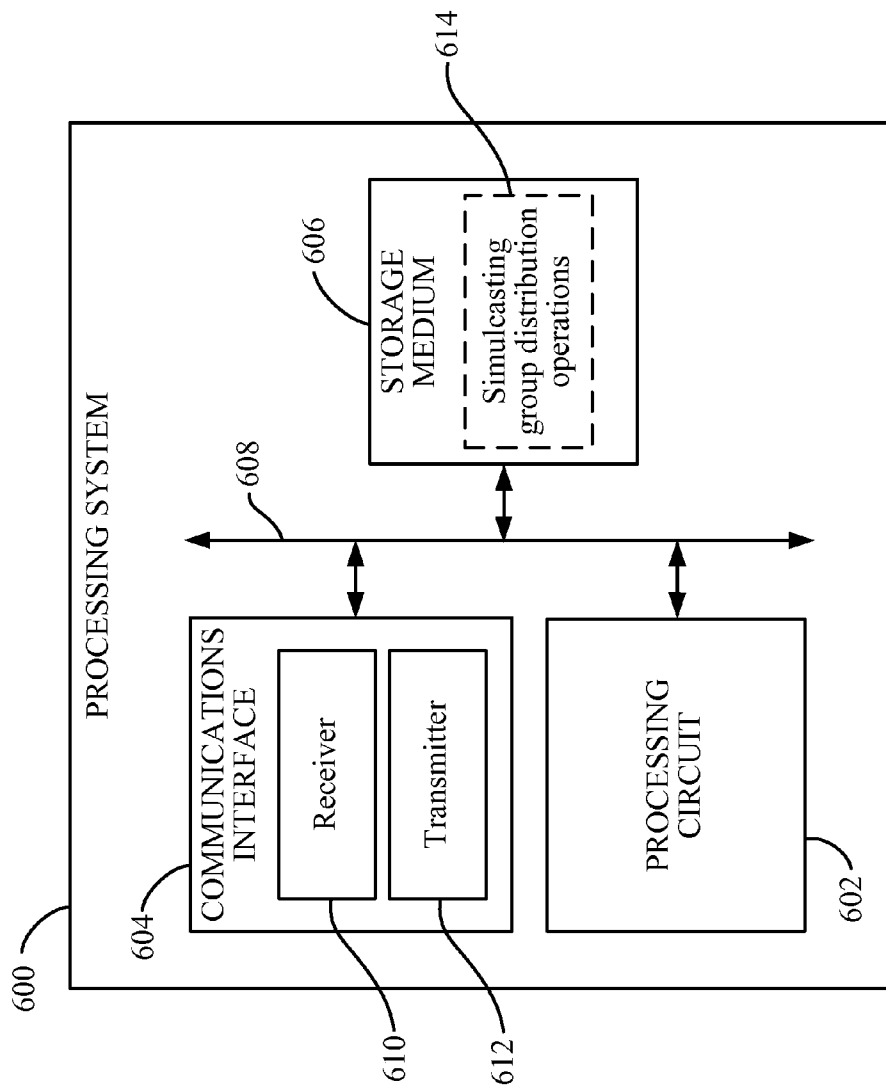 PROCESSING SYSTEM
600
604
COMMUNICATIONS
INTERFACE
Receiver
610
Transmitter
612
608
606
STORAGE
MEDIUM
Simulcasting
group distribution
operations
614
PROCESSING
CIRCUIT
602